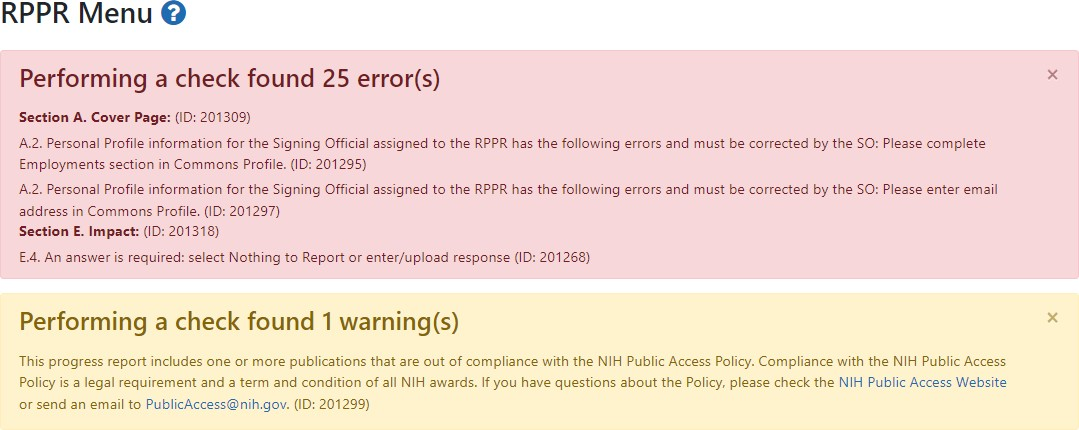 RPPR Menu ?
Performing a check found 25 error(s) ×
Section A. Cover Page: (ID: 201309)
A.2. Personal Profile information for the Signing Official assigned to the RPPR has the following errors and must be corrected by the SO: Please complete
Employments section in Commons Profile. (ID: 201295)
A.2. Personal Profile information for the Signing Official assigned to the RPPR has the following errors and must be corrected by the SO: Please enter email
address in Commons Profile. (ID: 201297)
Section E. Impact: (ID: 201318)
E.4. An answer is required: select Nothing to Report or enter/upload response (ID: 201268)
Performing a check found 1 warning(s) ×
This progress report includes one or more publications that are out of compliance with the NIH Public Access Policy. Compliance with the NIH Public Access
Policy is a legal requirement and a term and condition of all NIH awards. If you have questions about the Policy, please check the NIH Public Access Website
or send an email to PublicAccess@nih.gov. (ID: 201299)